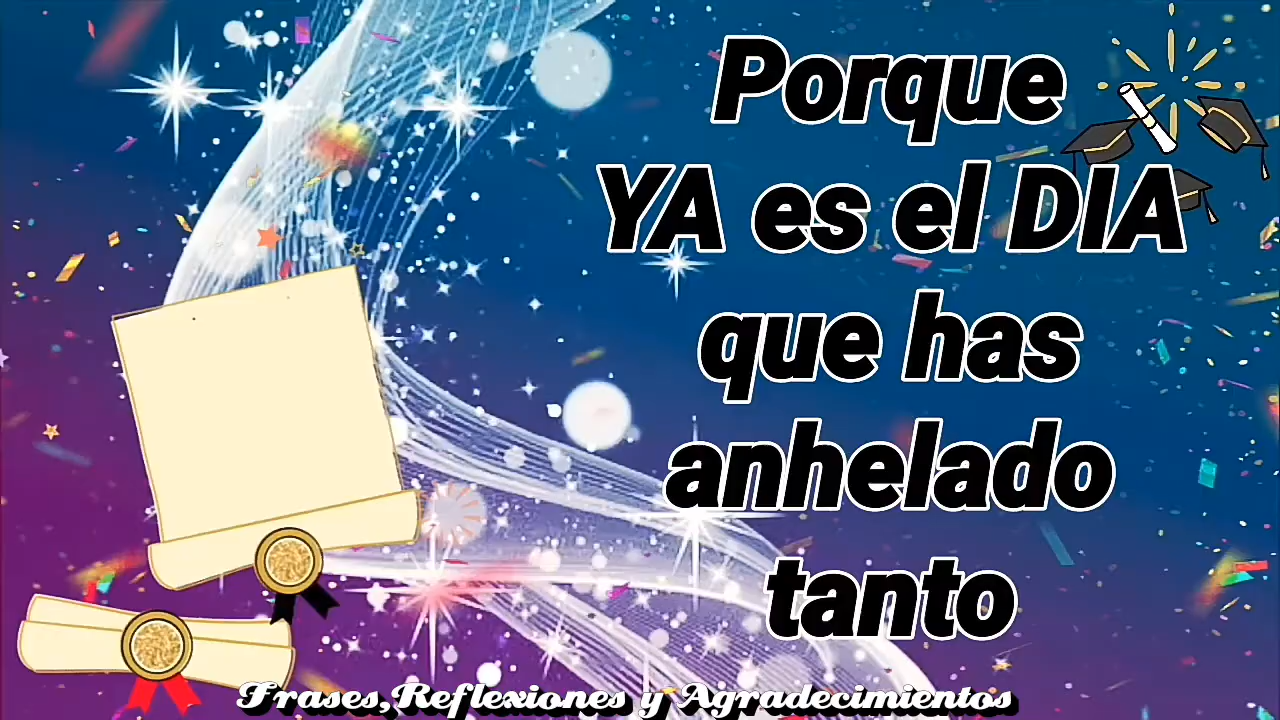 Porque
YA es el DIA
que has
anhelado
tanto
Frases,Reflexiones y Agradecimientos